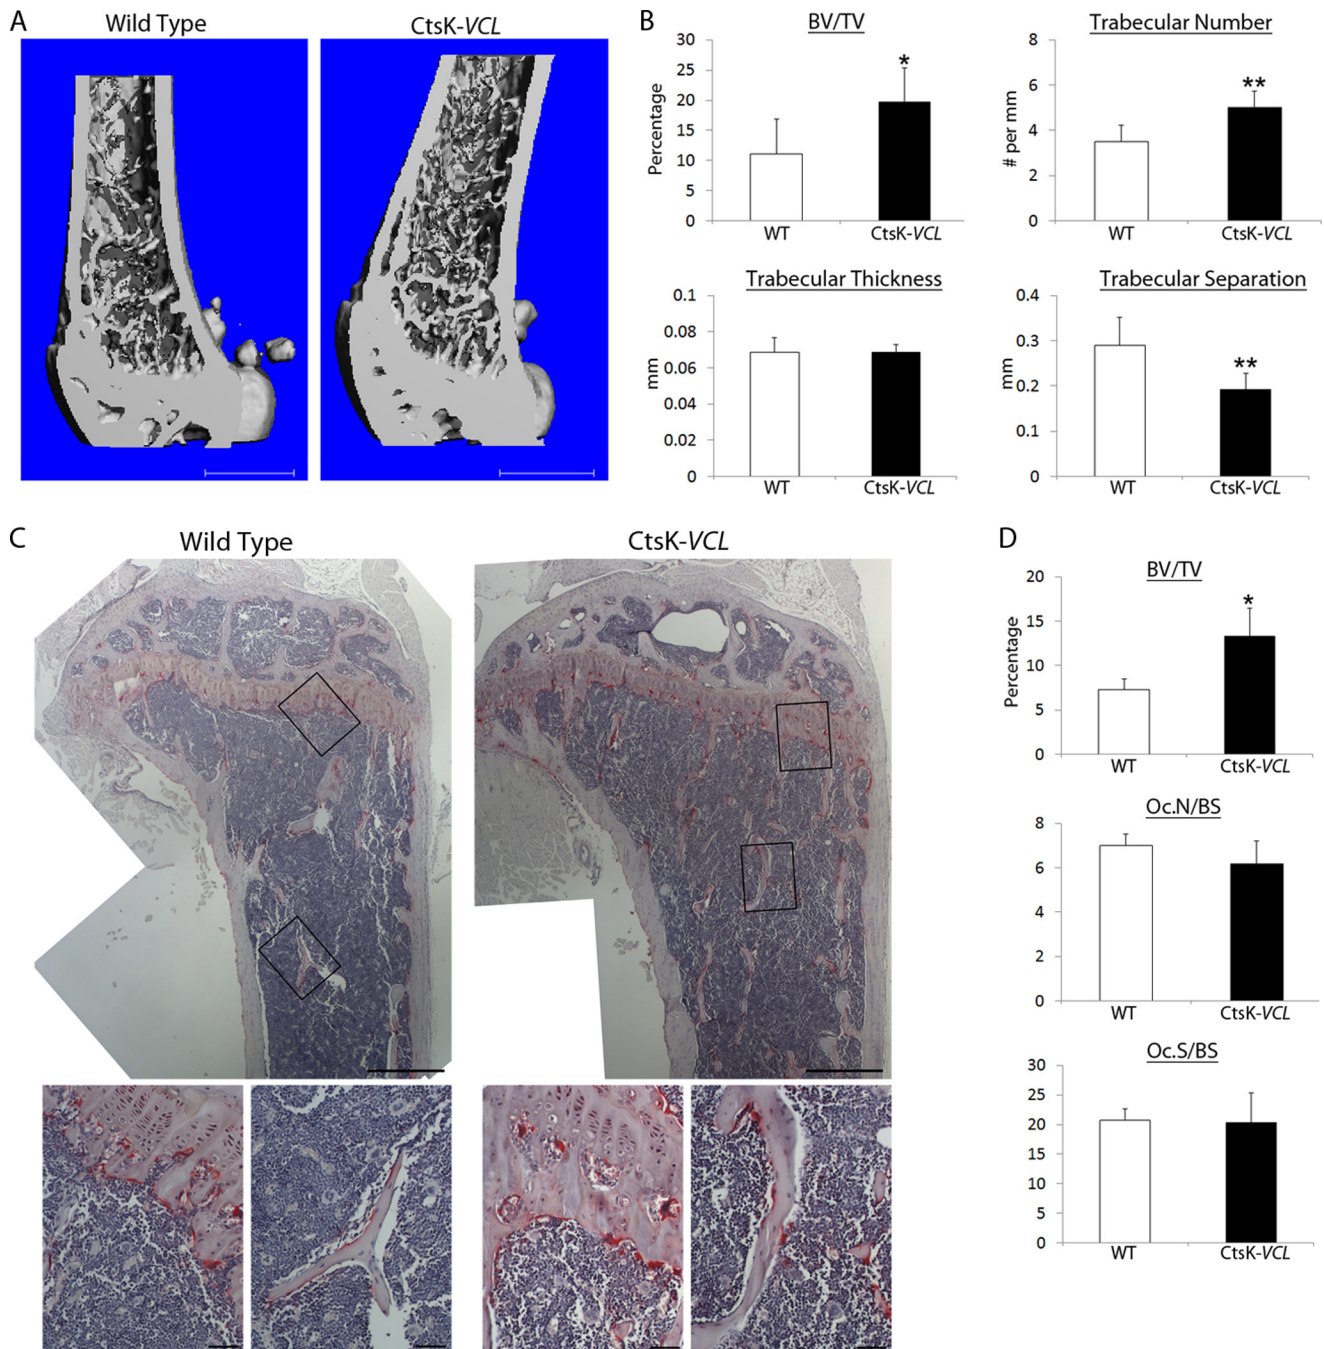 A
Wild Type
CtsK-VCL
B
BV/TV
Percentage
30
25
20
15
10
5
0
*
WT
CtsK-VCL
Trabecular Number
# per mm
8
6
4
2
0
**
WT
CtsK-VCL
Trabecular Thickness
mm
0.1
0.08
0.06
0.04
0.02
0
WT
CtsK-VCL
Trabecular Separation
mm
0.4
0.3
0.2
0.1
0
**
WT
CtsK-VCL
C
Wild Type
CtsK-VCL
D
BV/TV
Percentage
20
15
10
5
0
*
WT
CtsK-VCL
Oc.N/BS
8
6
4
2
0
WT
CtsK-VCL
Oc.S/BS
30
25
20
15
10
5
0
WT
CtsK-VCL